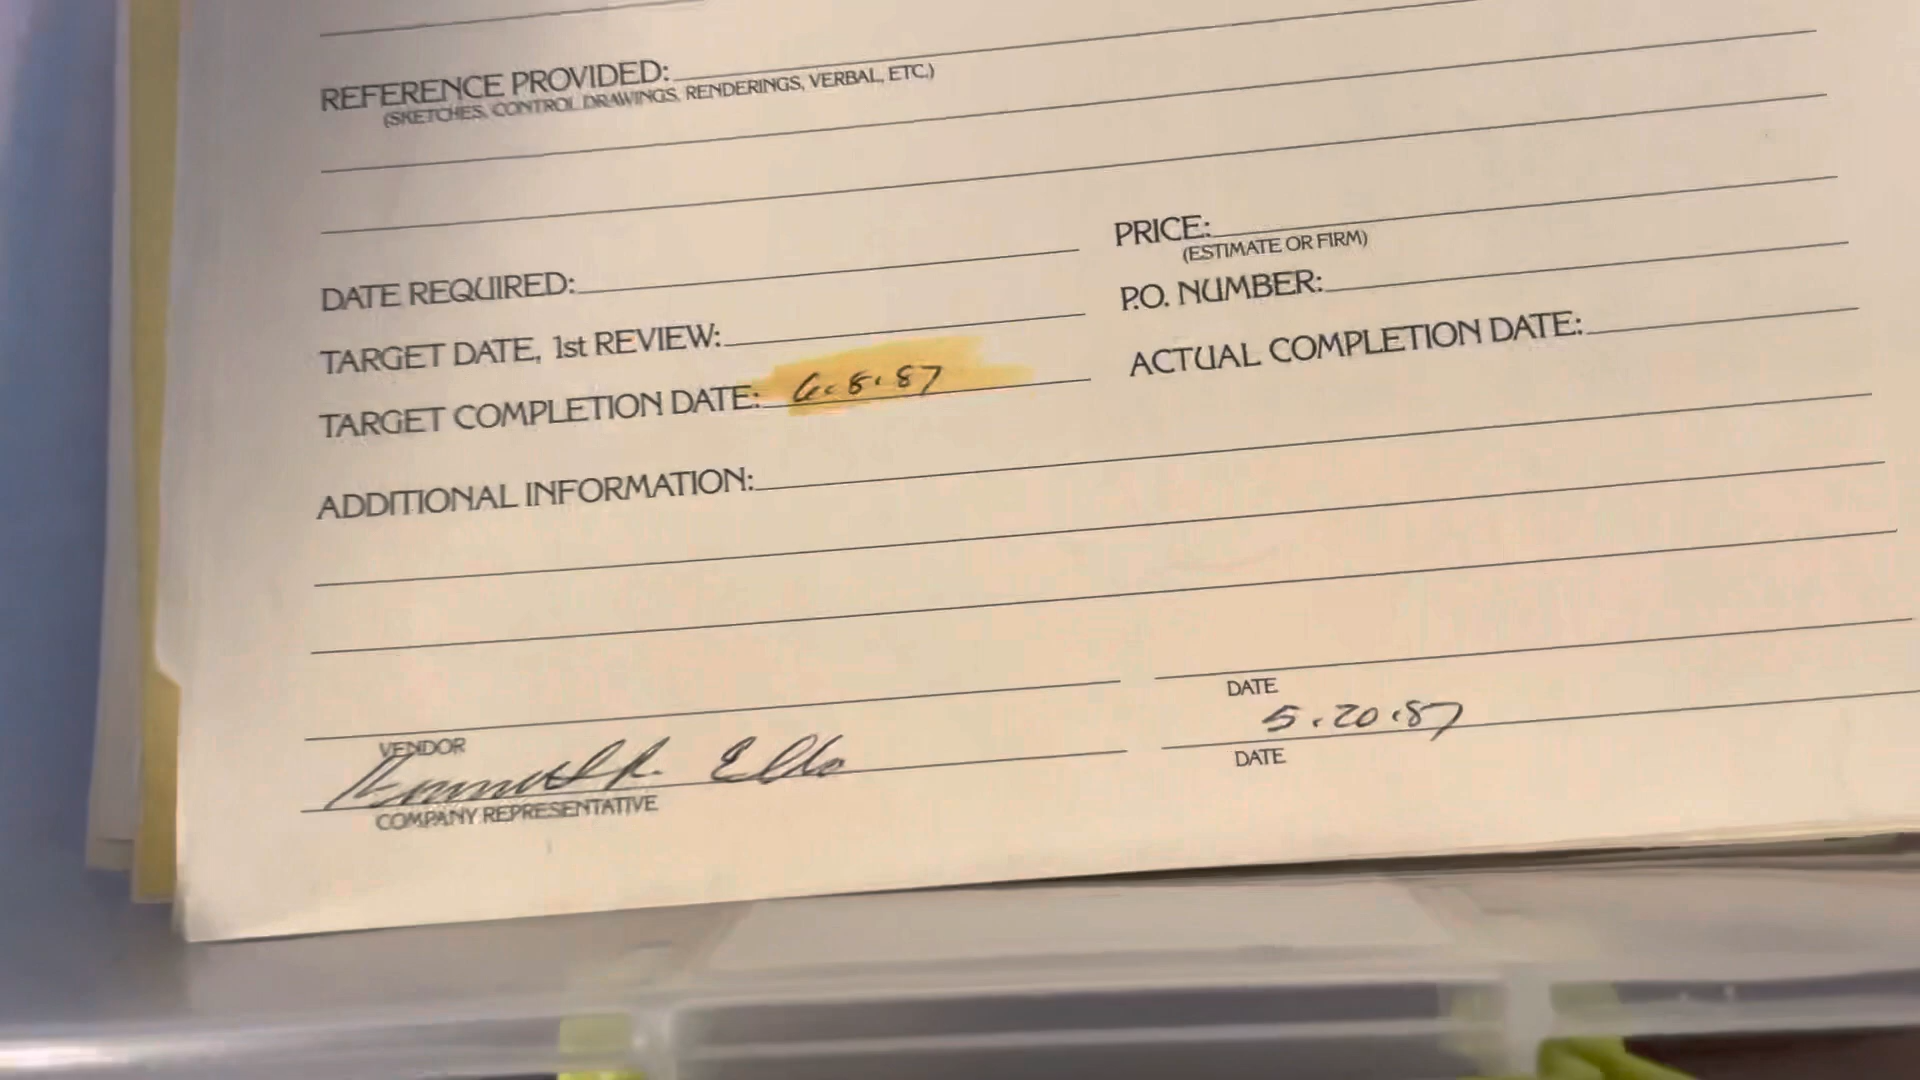 REFERENCE PROVIDED:
(SKETCHES, CONTROL DRAWINGS, RENDERINGS, VERBAL, ETC.)
DATE REQUIRED:
PRICE:
(ESTIMATE OR FIRM)
TARGET DATE, 1st REVIEW:
P.O. NUMBER:
TARGET COMPLETION DATE: 6.8.87
ACTUAL COMPLETION DATE:
ADDITIONAL INFORMATION:
VENDOR
DATE
5.20.87
COMPANY REPRESENTATIVE
DATE